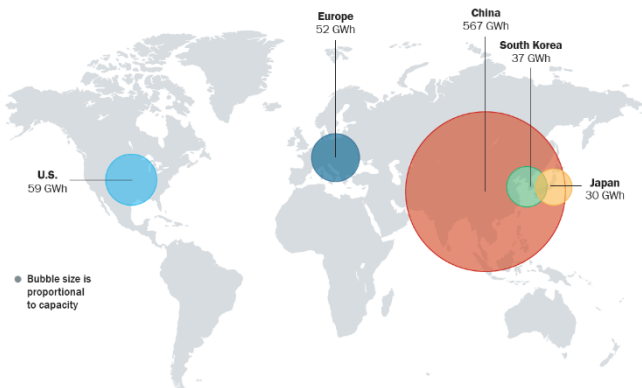 Europe
52 GWh
China
567 GWh
South Korea
37 GWh
U.S.
59 GWh
Japan
30 GWh
Bubble size is
proportional
to capacity